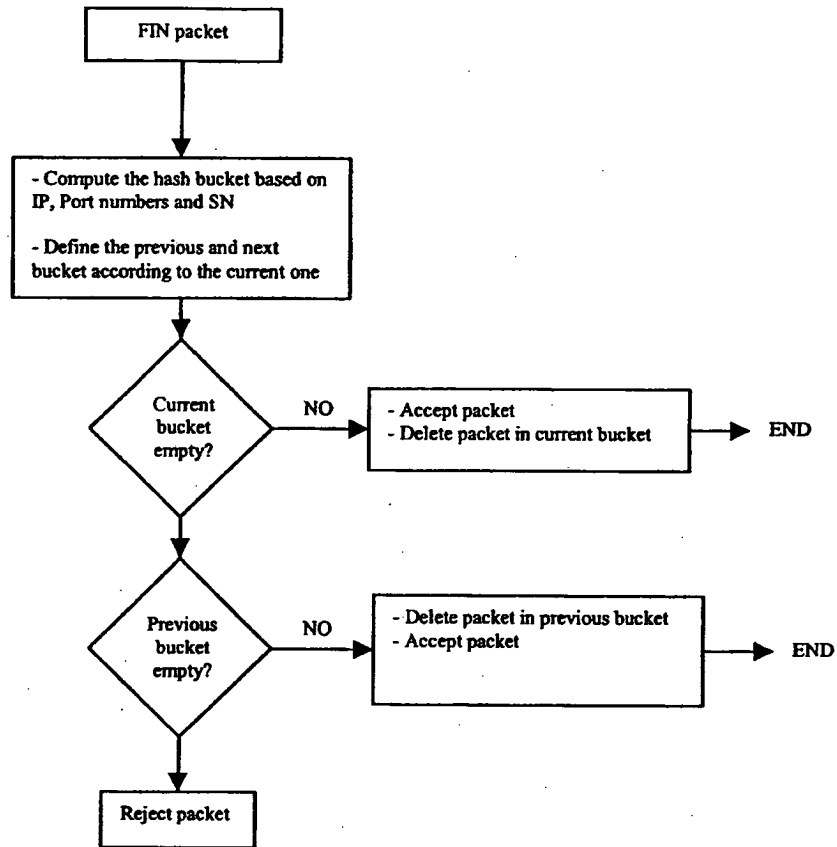 FIN packet
- Compute the hash bucket based on
IP, Port numbers and SN
- Define the previous and next
bucket according to the current one
Current
bucket
empty?
NO
- Accept packet
- Delete packet in current bucket
END
Previous
bucket
empty?
NO
- Delete packet in previous bucket
- Accept packet
END
Reject packet